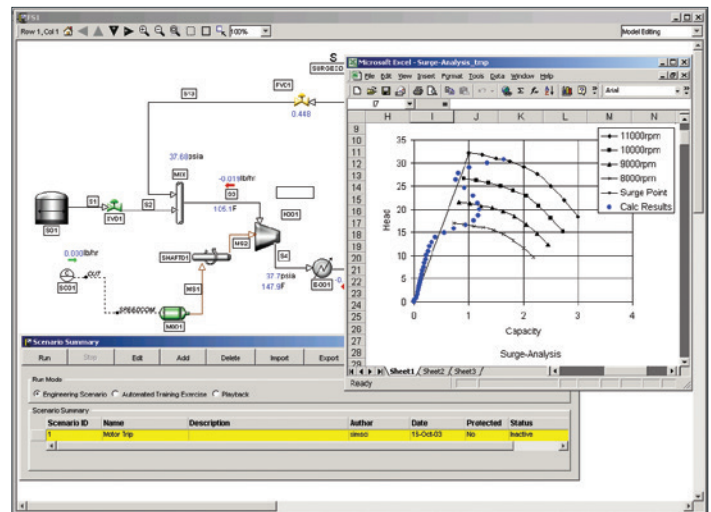 FS1
Row 1, Col 1
100%
Model Editing
S
SURGECO
FVC1
S13
0.448
37.68psia
MIX
-0.011lb/hr
S3
105.1F
S1
S2
SO1
XVO1
K001
MS2
S4
SHAFT01
0.000lb/hr
OUT
MS1
37.7psia
147.9F
E001
SPEEDCOM
Microsoft Excel - Surge-Analysis_tmp
File Edit View Insert Format Tools Data Window Help
Arial
I7
=
H I J K L M N
9
10
11
12
13
14
15
16
17
18
19
20
21
22
23
24
25
26
27
28
29
35
30
25
20
15
10
5
0
Head
0 1 2 3 4
Capacity
Surge-Analysis
11000rpm
10000rpm
9000rpm
8000rpm
Surge Point
Calc Results
Sheet1 Sheet2 Sheet3
Ready
Scenario Summary
Run Stop Edit Add Delete Import Export
Run Mode
Engineering Scenario Automated Training Exercise Playback
Scenario Summary
Scenario ID Name Description Author Date Protected Status
1 Motor Trip simsci 15-Oct-03 No Inactive